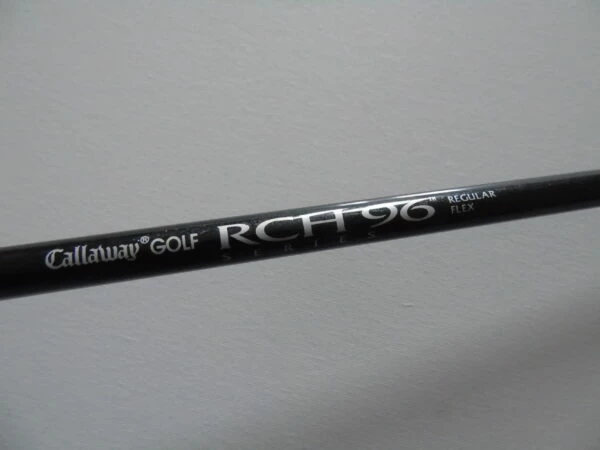 Callaway® GOLF RCH 96™ REGULAR
SERIES FLEX